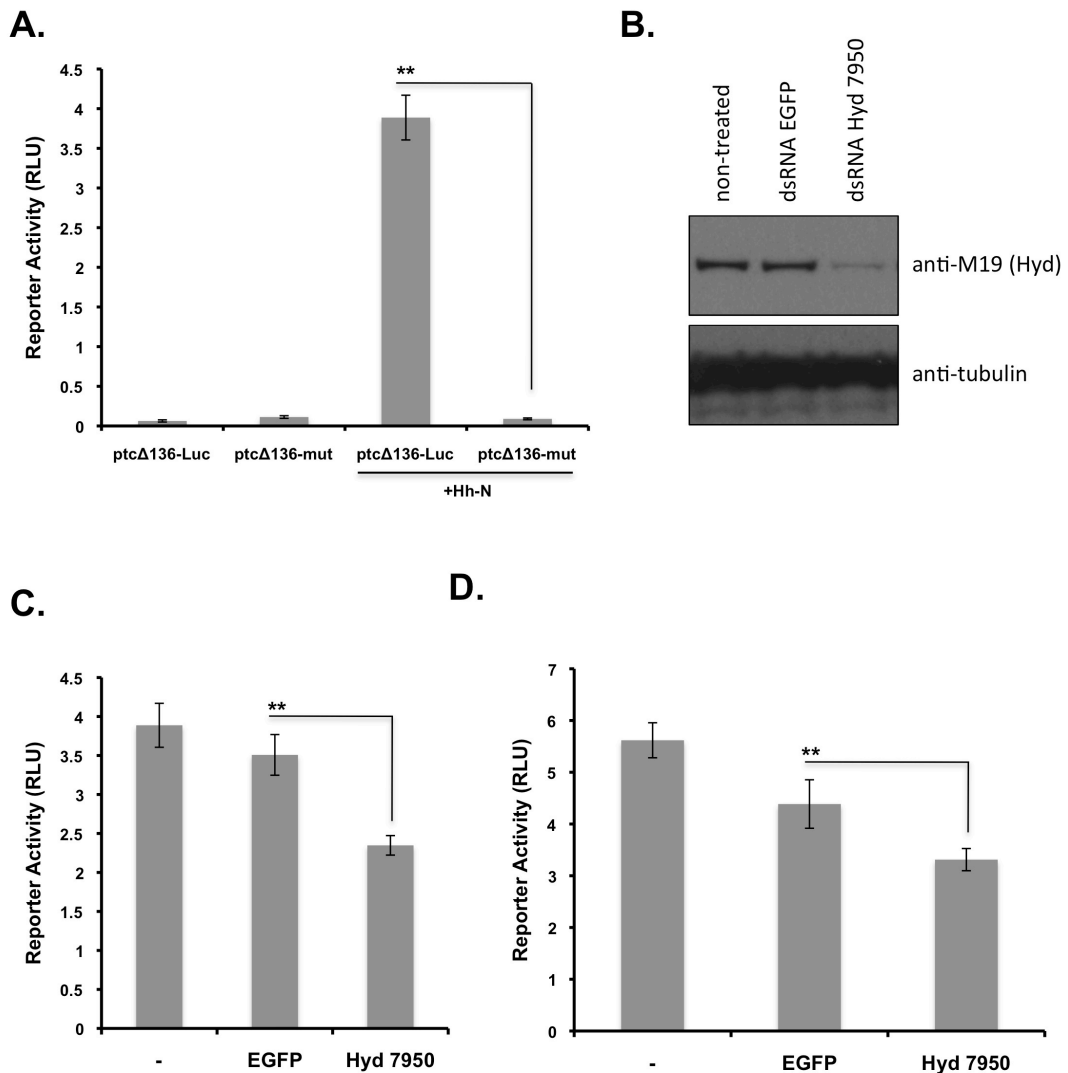 A.
4.5
4
3.5
3
2.5
2
1.5
1
0.5
0
Reporter Activity (RLU)
**
ptcΔ136-Luc
ptcΔ136-mut
ptcΔ136-Luc
ptcΔ136-mut
+Hh-N
B.
non-treated
dsRNA EGFP
dsRNA Hyd 7950
anti-M19 (Hyd)
anti-tubulin
C.
4.5
4
3.5
3
2.5
2
1.5
1
0.5
0
Reporter Activity (RLU)
**
-
EGFP
Hyd 7950
D.
7
6
5
4
3
2
1
0
Reporter Activity (RLU)
**
-
EGFP
Hyd 7950